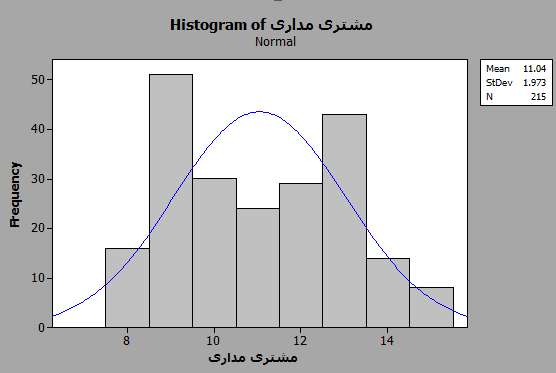 Histogram of مشتری مداری
Normal
Mean 11.04
StDev 1.973
N 215
Frequency
50
40
30
20
10
0
8 10 12 14
مشتری مداری